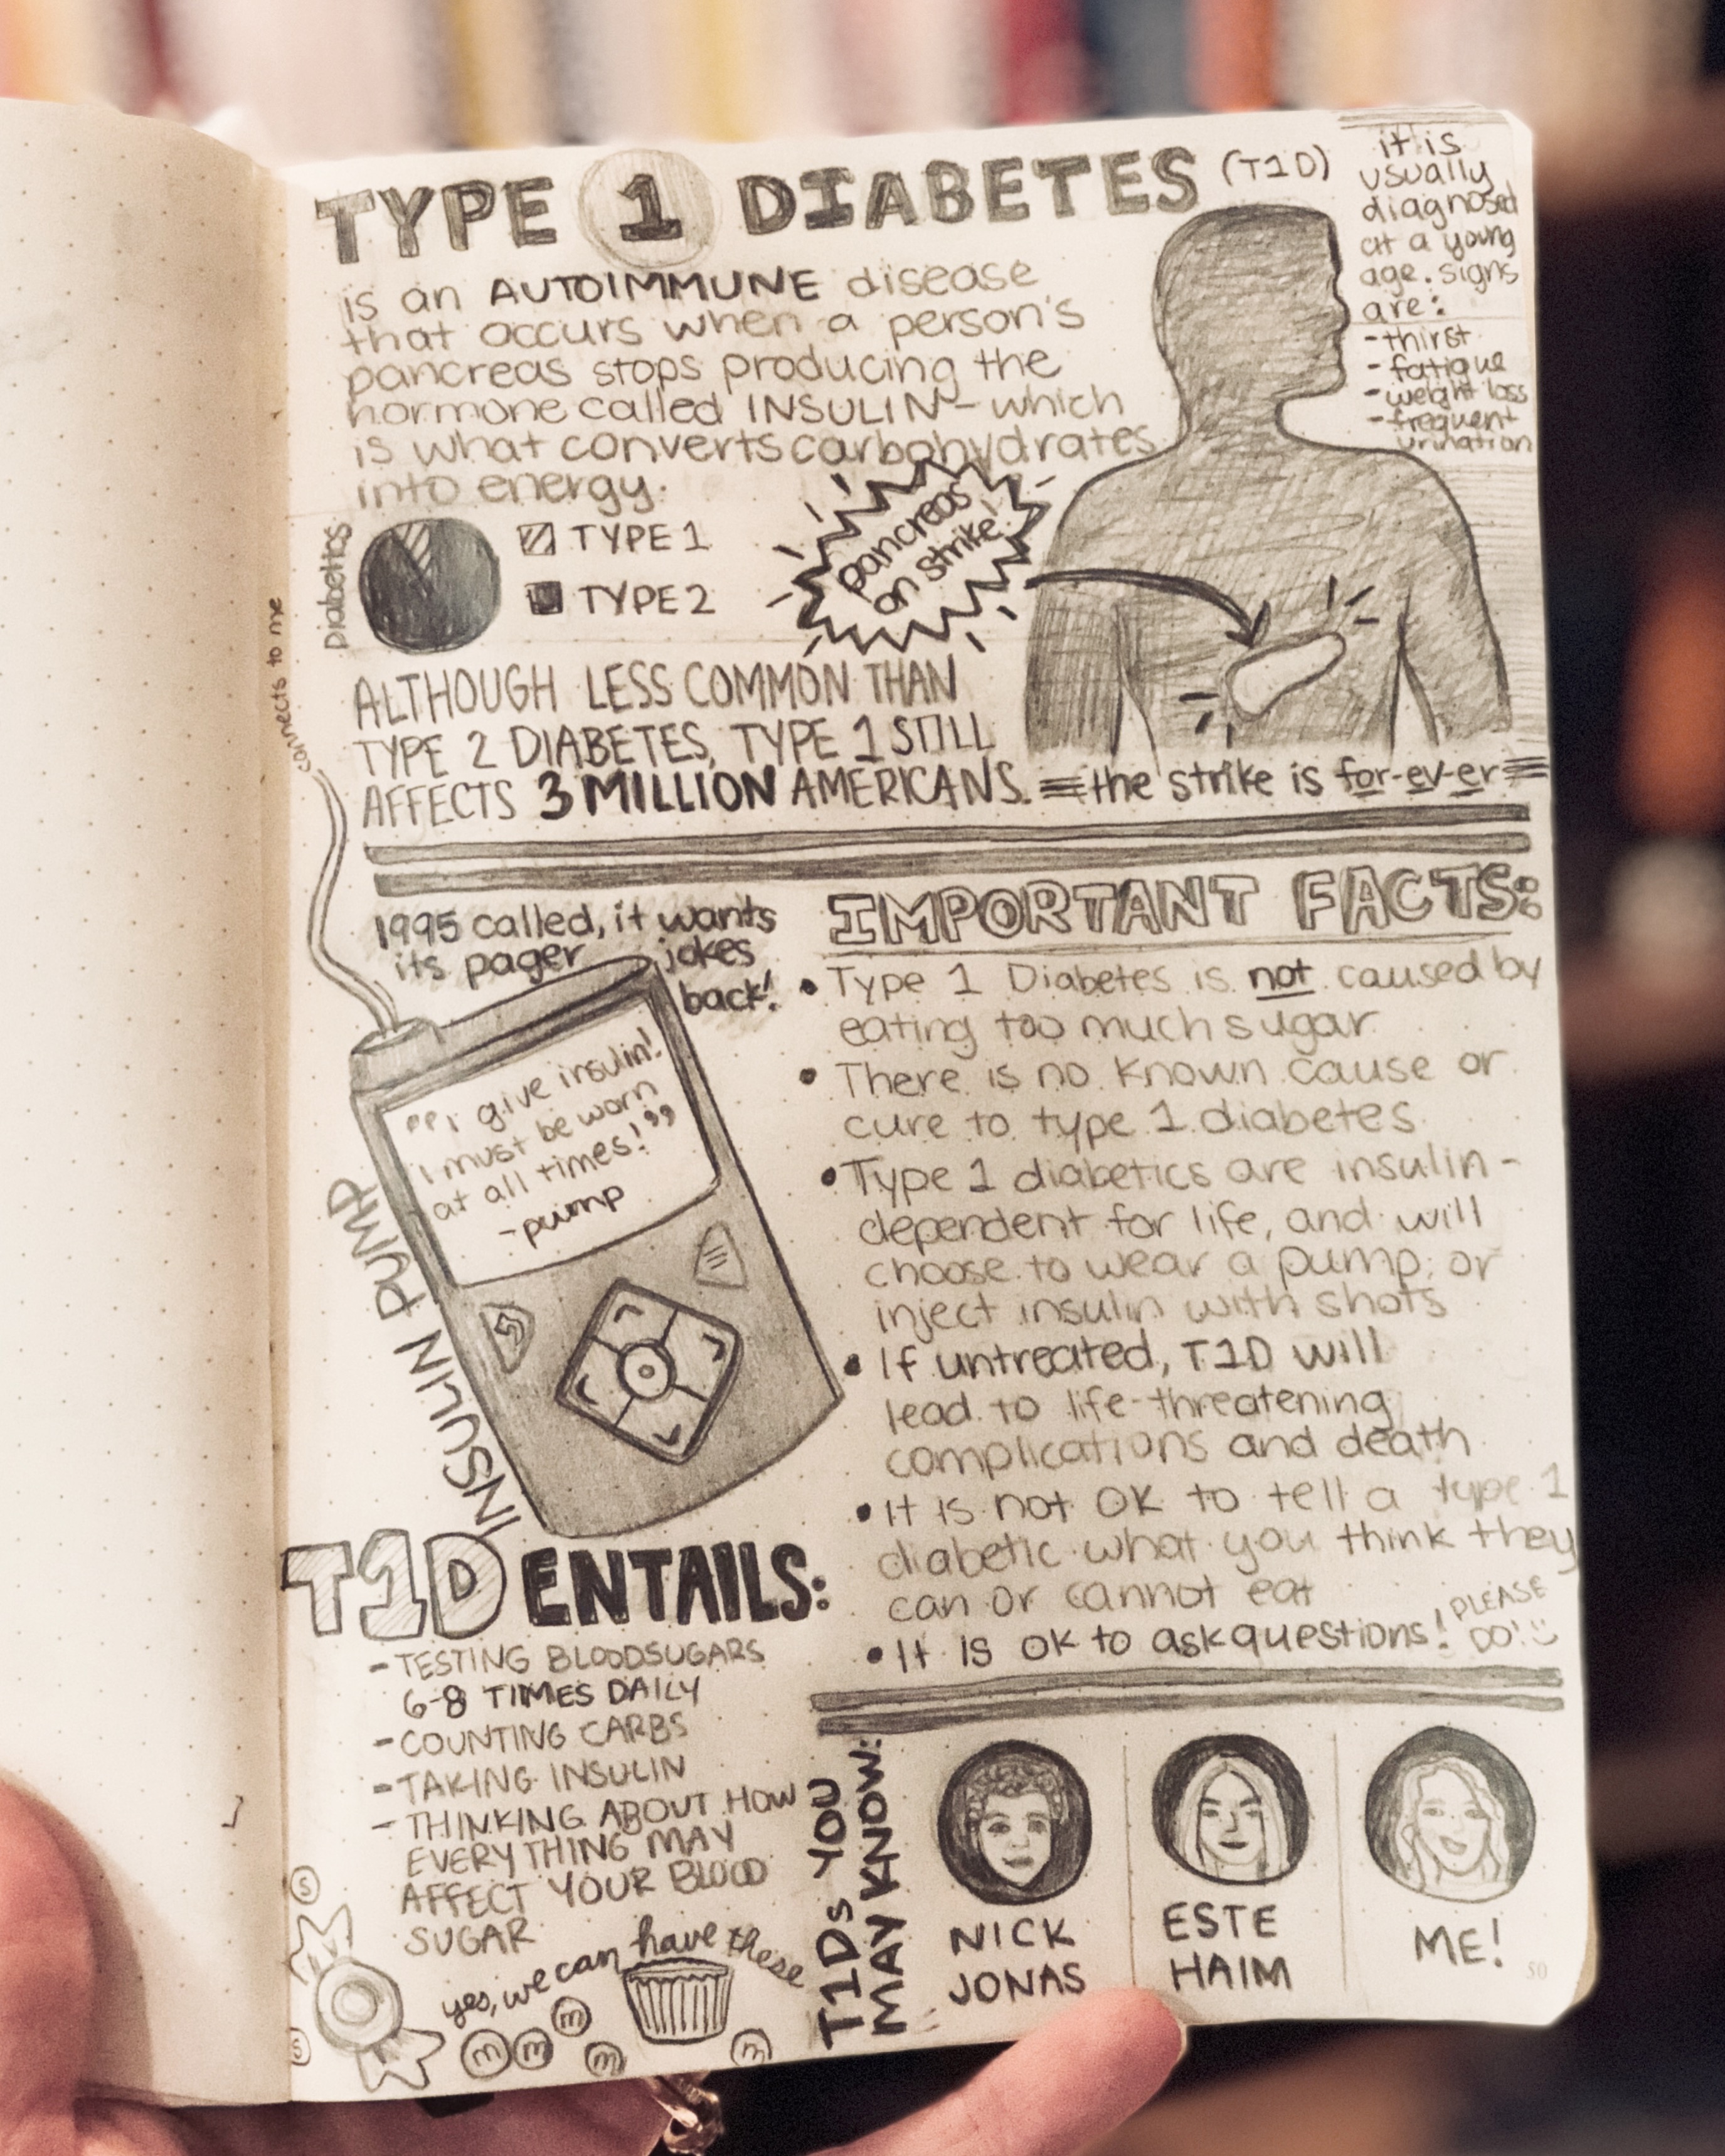 TYPE 1 DIABETES (T1D)
is an AUTOIMMUNE disease
that occurs when a person's
pancreas stops producing the
hormone called INSULIN - which
is what converts carbohydrates
into energy.
it is
usually
diagnosed
at a young
age. signs
are:
- thirst
- fatigue
- weight loss
- frequent
urination
Diabetics
TYPE 1
TYPE 2
pancreas
on strike!
ALTHOUGH LESS COMMON THAN
TYPE 2 DIABETES, TYPE 1 STILL
AFFECTS 3 MILLION AMERICANS.
the strike is for-ev-er
connects to me
1995 called, it wants
its pager jokes
back!
"I give insulin!
I must be worn
at all times!"
-pump
INSULIN PUMP
IMPORTANT FACTS:
• Type 1 Diabetes is not caused by
eating too much sugar
• There is no known cause or
cure to type 1 diabetes
• Type 1 diabetics are insulin-
dependent for life, and will
choose to wear a pump, or
inject insulin with shots
• If untreated, T1D will
lead to life-threatening
complications and death
• It is not OK to tell a type 1
diabetic what you think they
can or cannot eat
• It is ok to ask questions! PLEASE
DO!
T1D ENTAILS:
- TESTING BLOODSUGARS
6-8 TIMES DAILY
- COUNTING CARBS
- TAKING INSULIN
- THINKING ABOUT HOW
EVERYTHING MAY
AFFECT YOUR BLOOD
SUGAR
yes, we can have these
S
S
m
m
m
m
m
T1Ds YOU
MAY KNOW:
NICK
JONAS
ESTE
HAIM
ME!
50